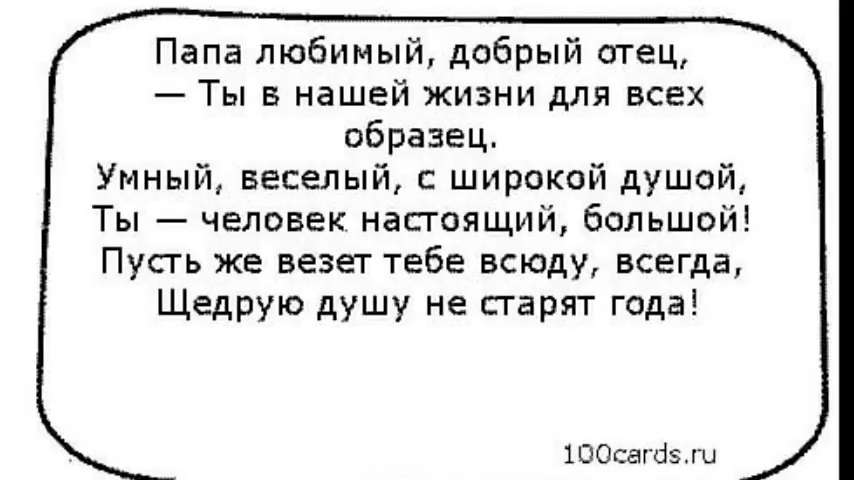 Папа любимый, добрый отец,
— Ты в нашей жизни для всех
образец.
Умный, веселый, с широкой душой,
Ты — человек настоящий, большой!
Пусть же везет тебе всюду, всегда,
Щедрую душу не старят года!
100cards.ru